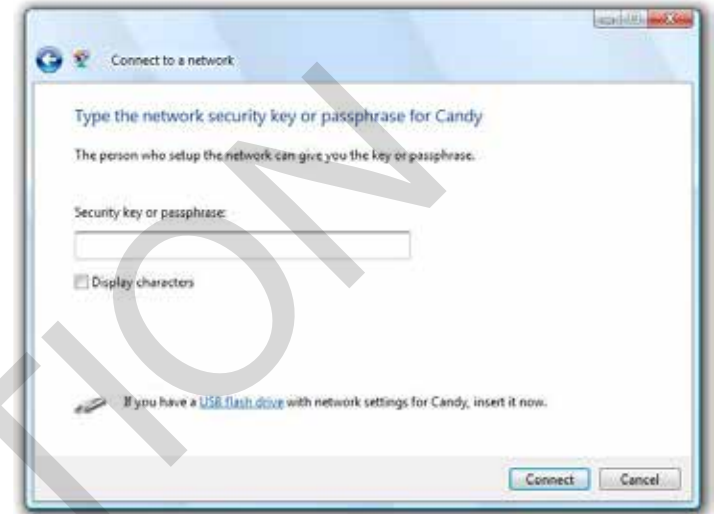 Connect to a network
Type the network security key or passphrase for Candy
The person who setup the network can give you the key or passphrase.
Security key or passphrase:
Display characters
If you have a USB flash drive with network settings for Candy, insert it now.
Connect Cancel
TION